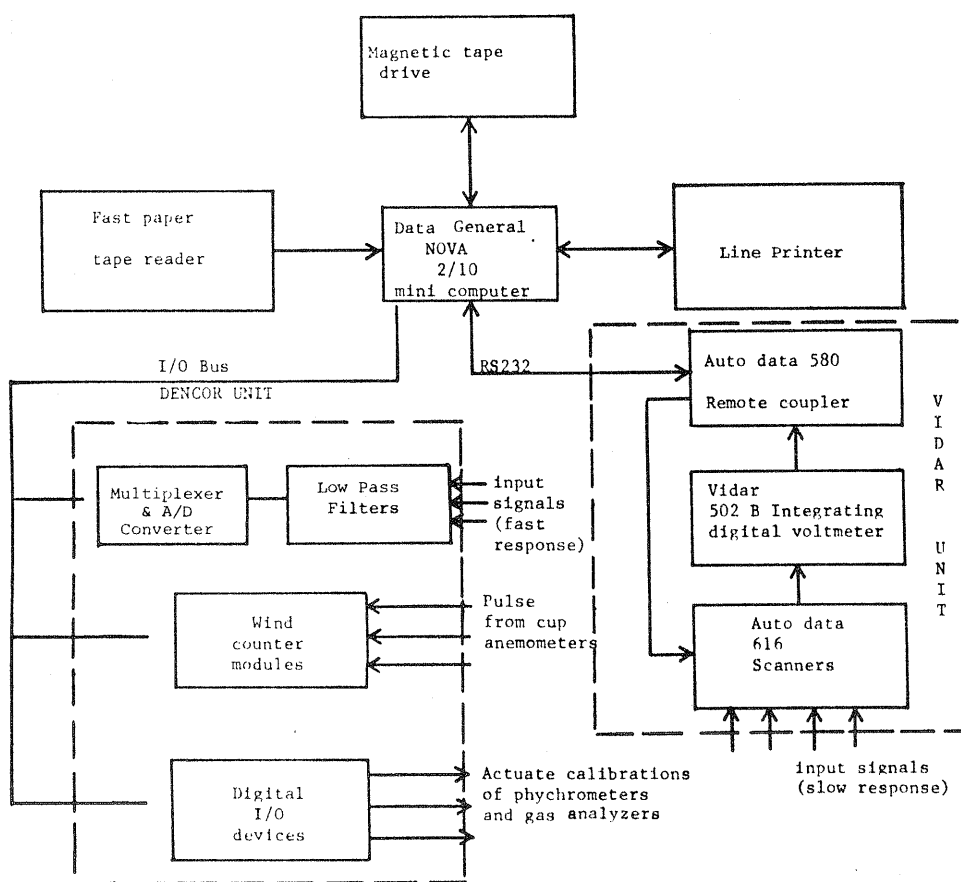 Magnetic tape
drive
Fast paper
tape reader
Data General
NOVA
2/10
mini computer
Line Printer
I/O Bus
DENCOR UNIT
RS232
Auto data 580
Remote coupler
VIDAR UNIT
Multiplexer
& A/D
Converter
Low Pass
Filters
input
signals
(fast
response)
Vidar
502 B Integrating
digital voltmeter
Wind
counter
modules
Pulse
from cup
anemometers
Auto data
616
Scanners
Digital
I/O
devices
Actuate calibrations
of phychrometers
and gas analyzers
input signals
(slow response)